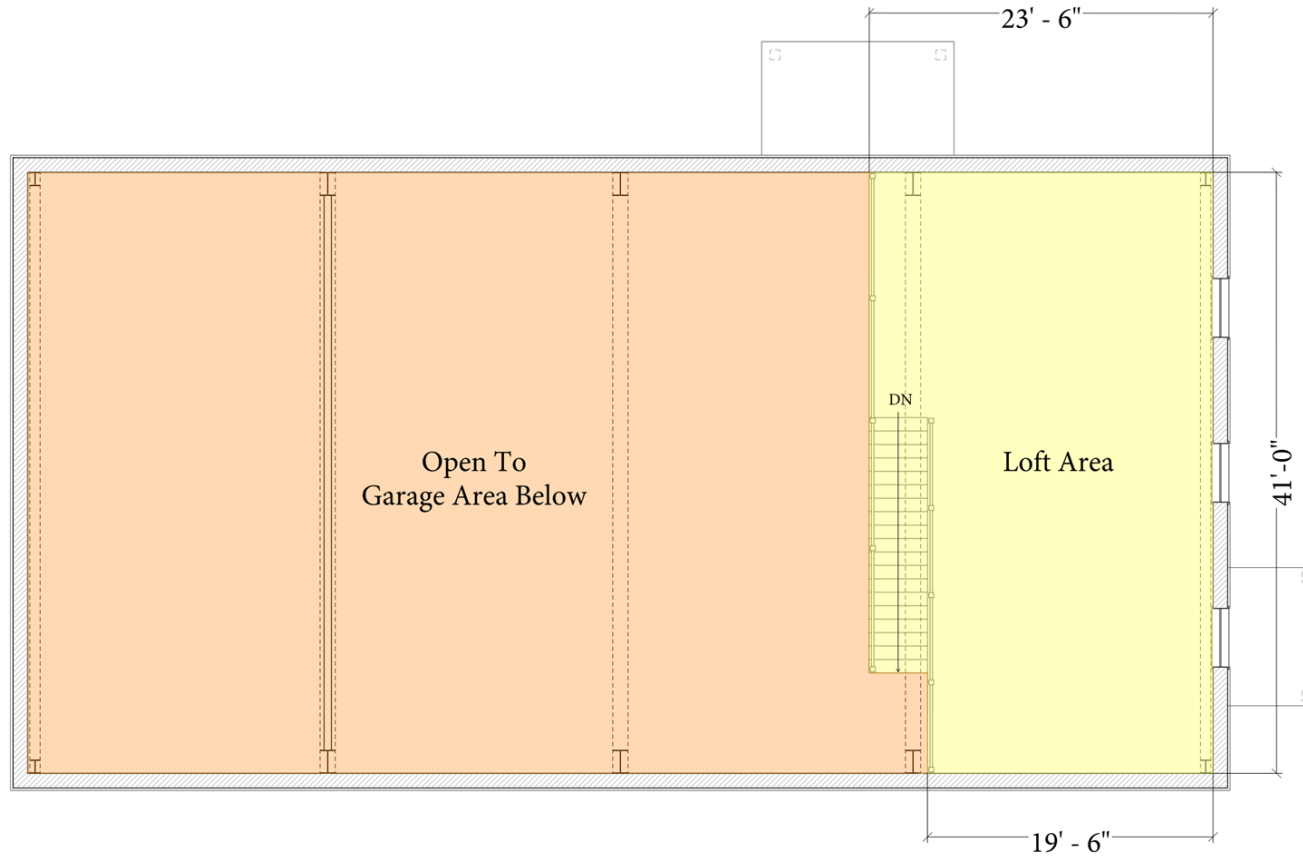 23' - 6"
DN
Open To
Garage Area Below
Loft Area
41'-0"
19' - 6"